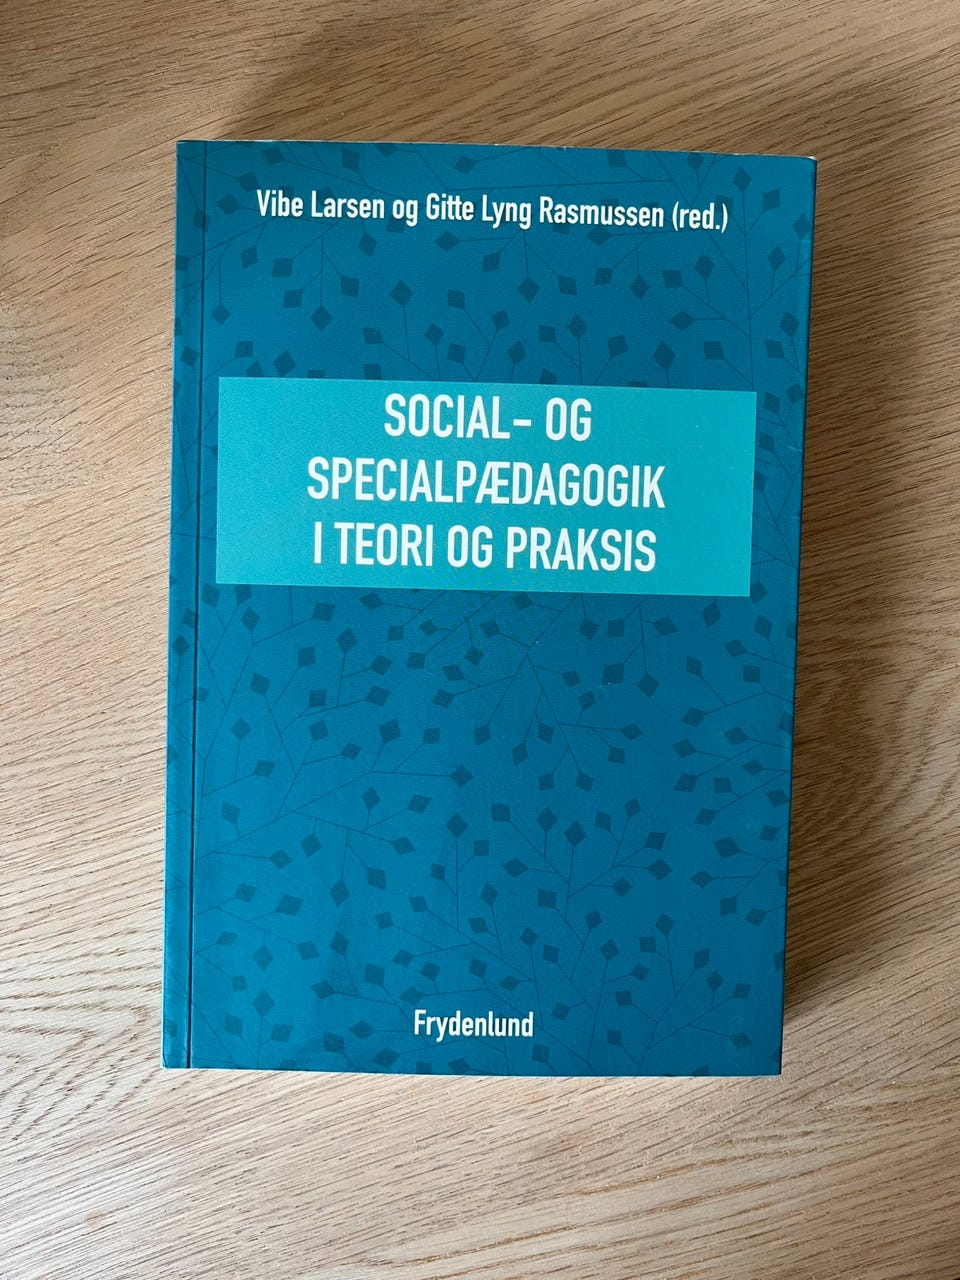 Vibe Larsen og Gitte Lyng Rasmussen (red.)
SOCIAL- OG
SPECIALPÆDAGOGIK
I TEORI OG PRAKSIS
Frydenlund